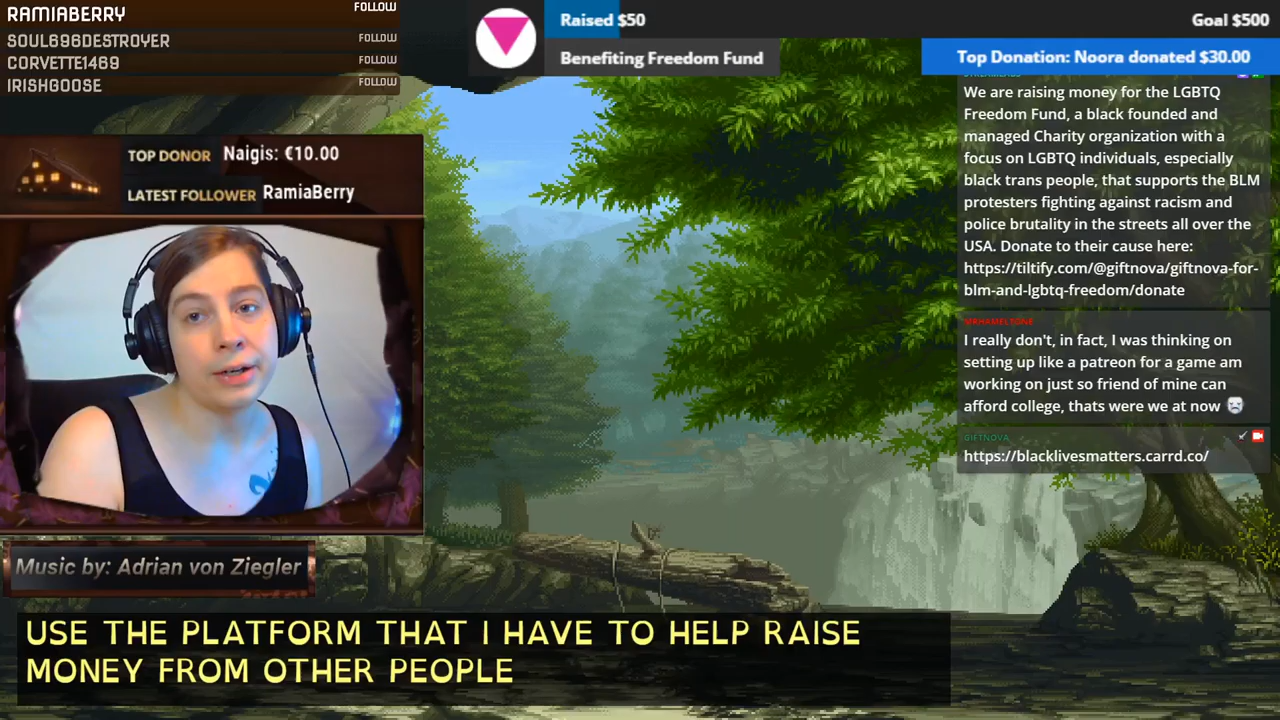 RAMIABERRY FOLLOW
SOUL696DESTROYER FOLLOW
CORVETTE1469 FOLLOW
IRISHGOOSE FOLLOW
Raised $50
Goal $500
Benefiting Freedom Fund
Top Donation: Noora donated $30.00
TOP DONOR Naigis: €10.00
LATEST FOLLOWER RamiaBerry
We are raising money for the LGBTQ
Freedom Fund, a black founded and
managed Charity organization with a
focus on LGBTQ individuals, especially
black trans people, that supports the BLM
protesters fighting against racism and
police brutality in the streets all over the
USA. Donate to their cause here:
https://tiltify.com/@giftnova/giftnova-for-
blm-and-lgbtq-freedom/donate
MRHAMELTONE
I really don't, in fact, I was thinking on
setting up like a patreon for a game am
working on just so friend of mine can
afford college, thats were we at now
GIFTNOVA
https://blacklivesmatters.carrd.co/
Music by: Adrian von Ziegler
USE THE PLATFORM THAT I HAVE TO HELP RAISE
MONEY FROM OTHER PEOPLE